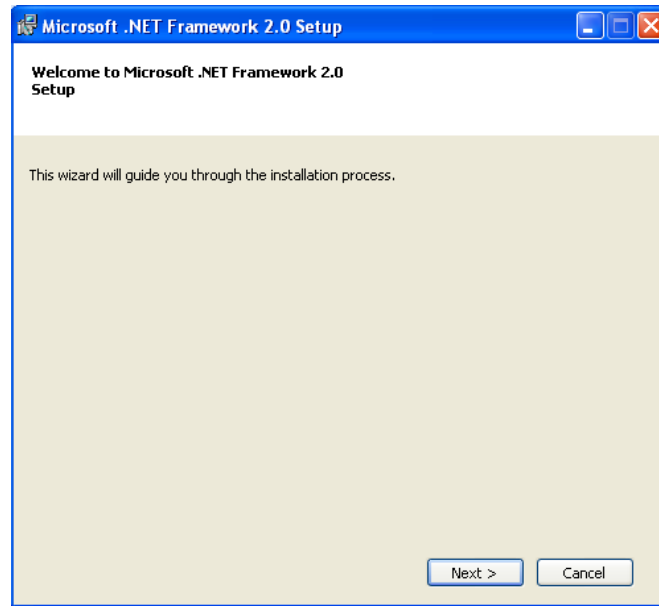 Microsoft .NET Framework 2.0 Setup
Welcome to Microsoft .NET Framework 2.0
Setup
This wizard will guide you through the installation process.
Next >
Cancel